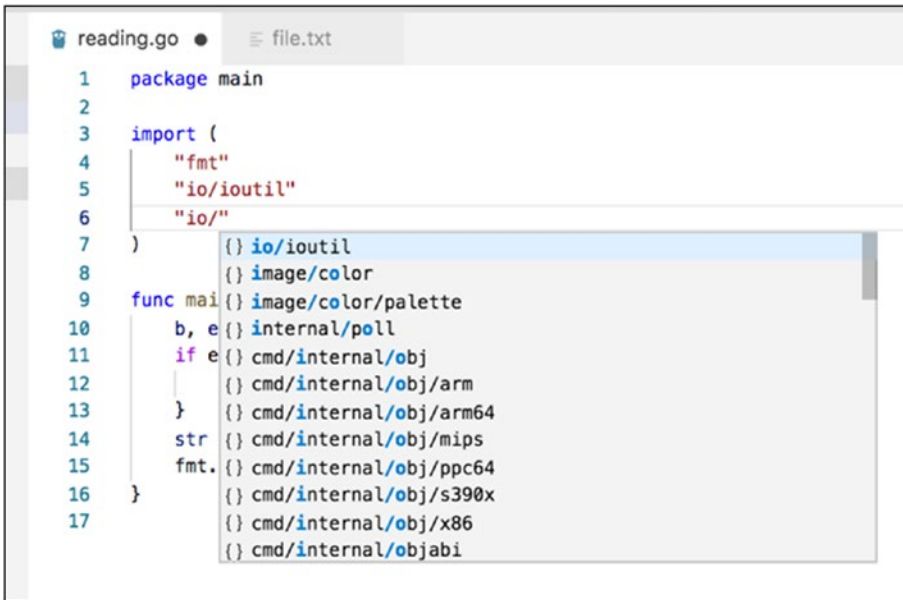 reading.go
file.txt
1 package main
2
3 import (
4 "fmt"
5 "io/ioutil"
6 "io/"
7 )
8
9 func mai
10 b, e
11 if e
12
13 }
14 str
15 fmt.
16 }
17
{} io/ioutil
{} image/color
{} image/color/palette
{} internal/poll
{} cmd/internal/obj
{} cmd/internal/obj/arm
{} cmd/internal/obj/arm64
{} cmd/internal/obj/mips
{} cmd/internal/obj/ppc64
{} cmd/internal/obj/s390x
{} cmd/internal/obj/x86
{} cmd/internal/objabi